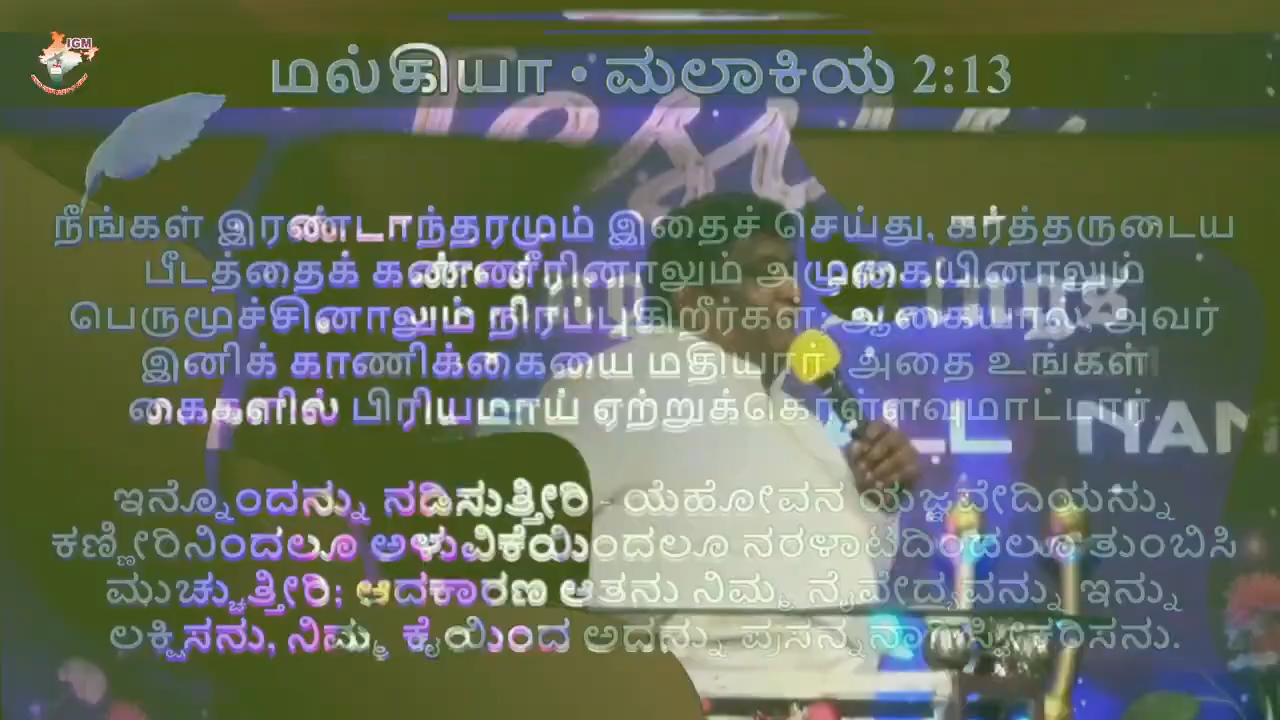 IGM
மல்கியா • ಮಲಾಕಿಯ 2:13
நீங்கள் இரண்டாந்தரமும் இதைச் செய்து, கர்த்தருடைய
பீடத்தைக் கண்ணீரினாலும் அழுகையினாலும்
பெருமூச்சினாலும் நிரப்புகிறீர்கள்; ஆகையால், அவர்
இனிக் காணிக்கையை மதியார், அதை உங்கள்
கைகளில் பிரியமாய் ஏற்றுக்கொள்ளவுமாட்டார்.
NAM
ಇನ್ನೊಂದನ್ನು ನಡಿಸುತ್ತೀರಿ - ಯೆಹೋವನ ಯಜ್ಞವೇದಿಯನ್ನು
ಕಣ್ಣೀರಿನಿಂದಲೂ ಅಳುವಿಕೆಯಿಂದಲೂ ನರಳಾಟದಿಂದಲೂ ತುಂಬಿಸಿ
ಮುಚ್ಚುತ್ತೀರಿ; ಆದಕಾರಣ ಆತನು ನಿಮ್ಮ ನೈವೇದ್ಯವನ್ನು ಇನ್ನು
ಲಕ್ಷಿಸನು, ನಿಮ್ಮ ಕೈಯಿಂದ ಅದನ್ನು ಪ್ರಸನ್ನನಾಗಿ ಸ್ವೀಕರಿಸನು.